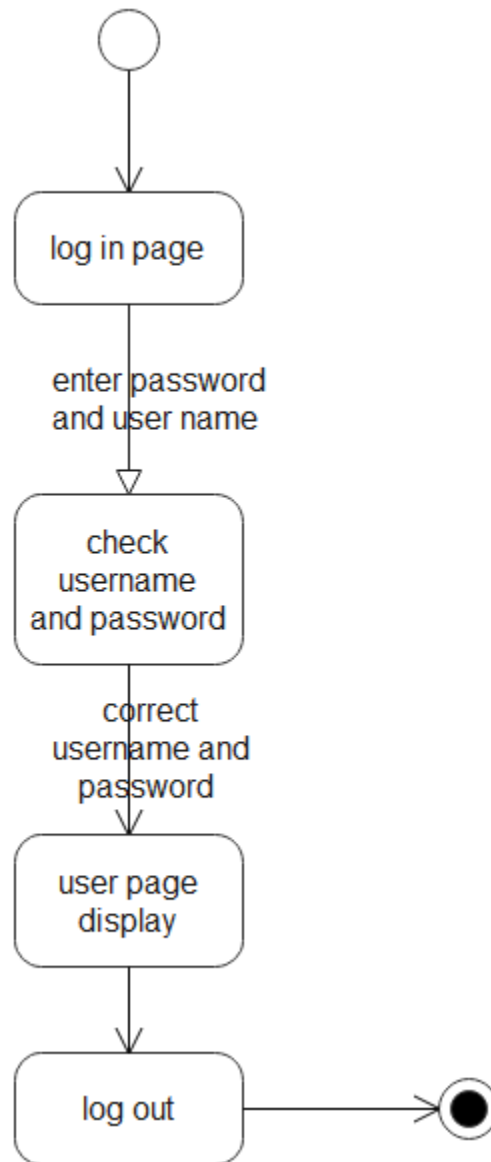 log in page
enter password
and user name
check
username
and password
correct
username and
password
user page
display
log out